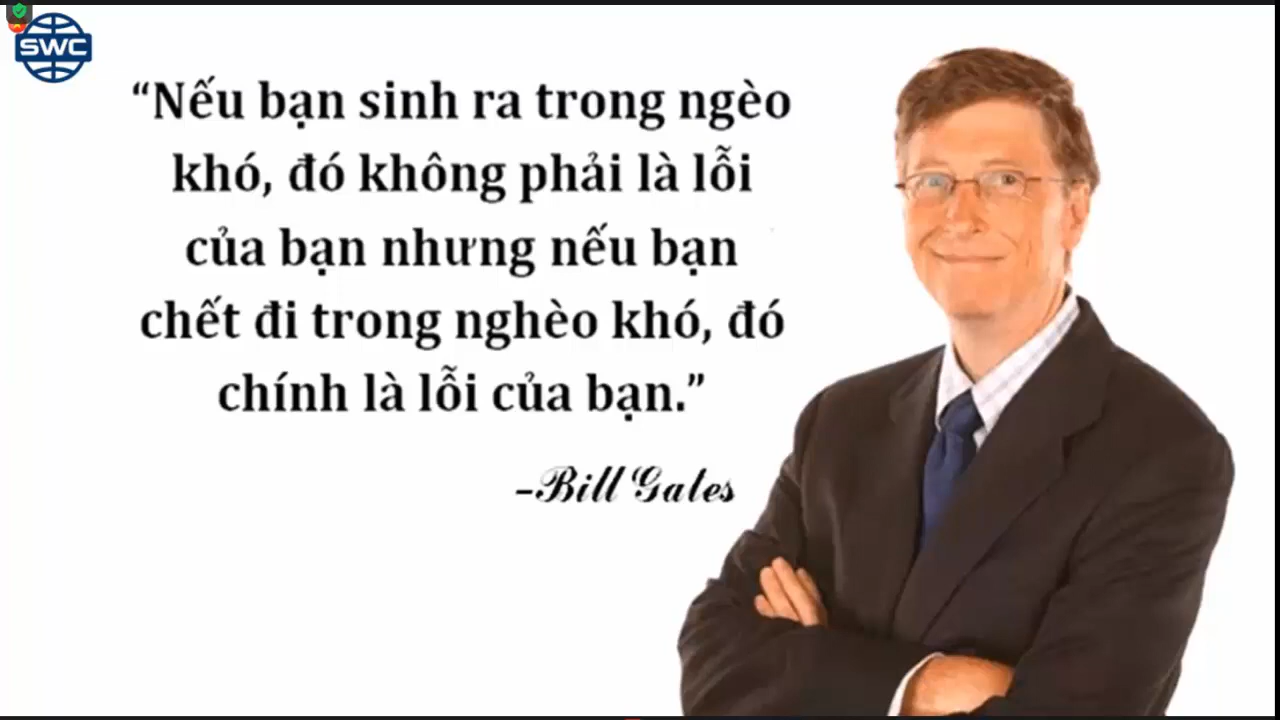 SWC
“Nếu bạn sinh ra trong ngèo
khó, đó không phải là lỗi
của bạn nhưng nếu bạn
chết đi trong nghèo khó, đó
chính là lỗi của bạn.”
–Bill Gates